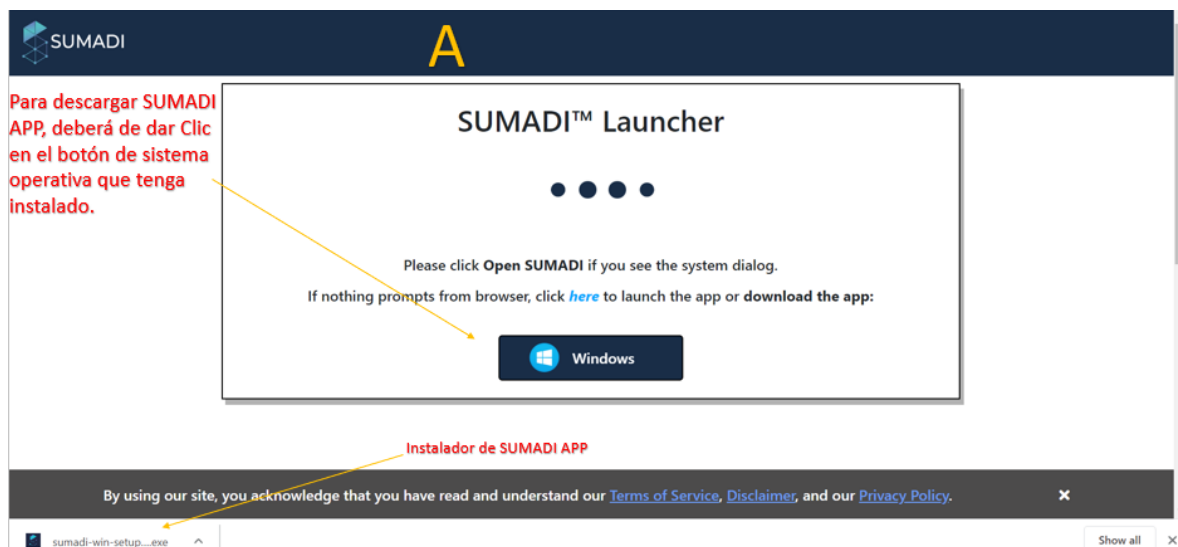 SUMADI
A
Para descargar SUMADI
APP, deberá de dar Clic
en el botón de sistema
operativa que tenga
instalado.
SUMADI™ Launcher
Please click Open SUMADI if you see the system dialog.
If nothing prompts from browser, click here to launch the app or download the app:
Windows
Instalador de SUMADI APP
By using our site, you acknowledge that you have read and understand our Terms of Service, Disclaimer, and our Privacy Policy.
sumadi-win-setup....exe
Show all